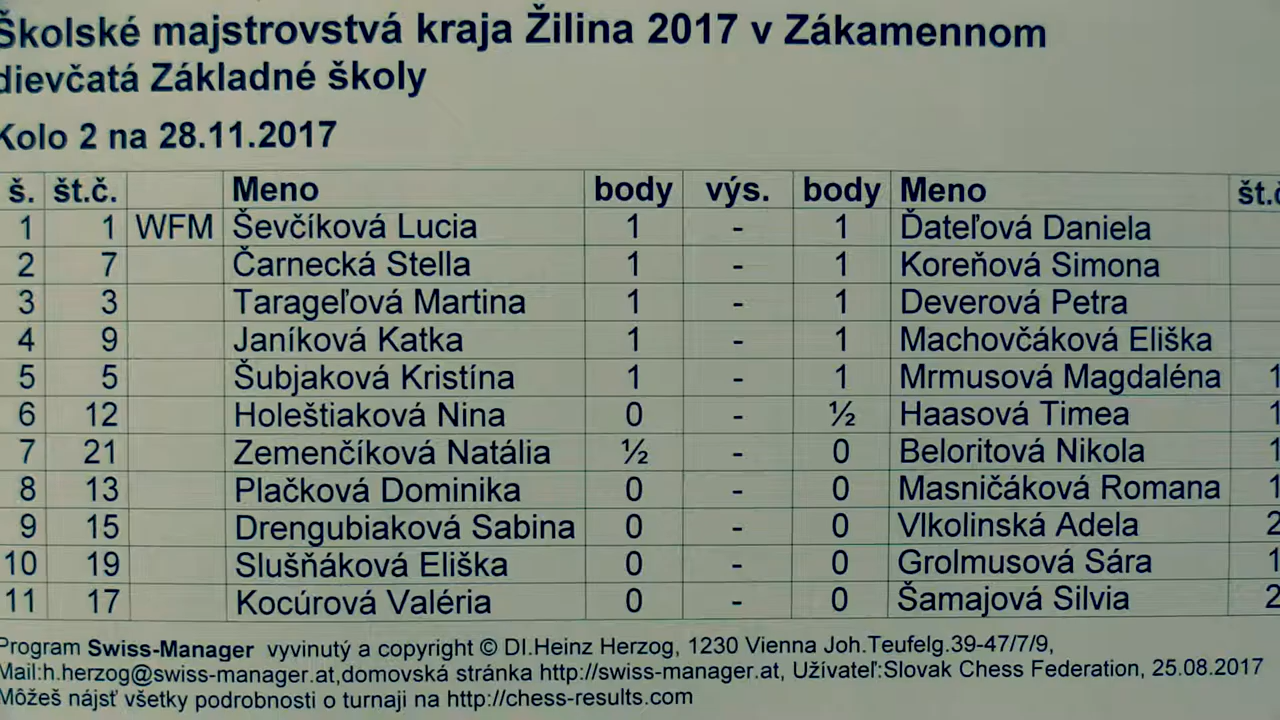 Školské majstrovstvá kraja Žilina 2017 v Zákamennom
dievčatá Základné školy
Kolo 2 na 28.11.2017
š. št.č. Meno body výs. body Meno št.č
1 1 WFM Ševčíková Lucia 1 - 1 Ďateľová Daniela
2 7 Čarnecká Stella 1 - 1 Koreňová Simona
3 3 Tarageľová Martina 1 - 1 Deverová Petra
4 9 Janíková Katka 1 - 1 Machovčáková Eliška
5 5 Šubjaková Kristína 1 - 1 Mrmusová Magdaléna 1
6 12 Holeštiaková Nina 0 - ½ Haasová Timea 1
7 21 Zemenčíková Natália ½ - 0 Beloritová Nikola 1
8 13 Plačková Dominika 0 - 0 Masničáková Romana 1
9 15 Drengubiaková Sabina 0 - 0 Vlkolinská Adela 2
10 19 Slušňáková Eliška 0 - 0 Grolmusová Sára 1
11 17 Kocúrová Valéria 0 - 0 Šamajová Silvia 2
Program Swiss-Manager vyvinutý a copyright © DI.Heinz Herzog, 1230 Vienna Joh.Teufelg.39-47/7/9,
Mail:h.herzog@swiss-manager.at,domovská stránka http://swiss-manager.at, Užívateľ:Slovak Chess Federation, 25.08.2017
Môžeš nájsť všetky podrobnosti o turnaji na http://chess-results.com